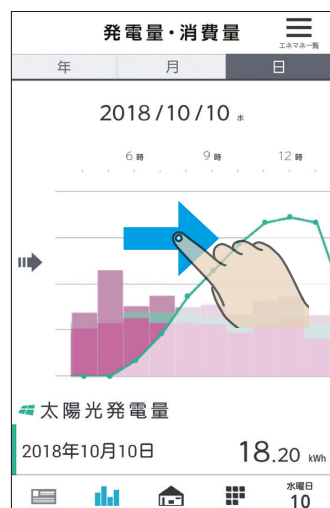 発電量・消費量
エネマネ一覧
年 月 日
2018/10/10 水
6時 9時 12時
太陽光発電量
2018年10月10日 18.20 kWh
水曜日
10